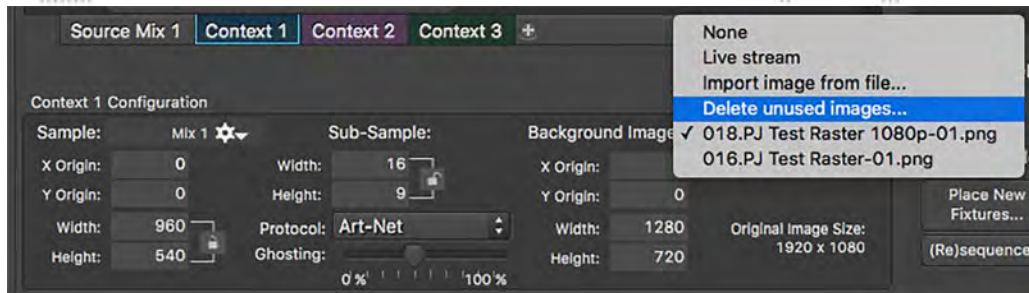 Source Mix 1 Context 1 Context 2 Context 3 +
None
Live stream
Import image from file...
Delete unused images...
✓ 018.PJ Test Raster 1080p-01.png
016.PJ Test Raster-01.png
Context 1 Configuration
Sample: Mix 1
X Origin: 0
Y Origin: 0
Width: 960
Height: 540
Sub-Sample:
Width: 16
Height: 9
Protocol: Art-Net
Ghosting:
0% 100%
Background Image
X Origin:
Y Origin: 0
Width: 1280
Height: 720
Original Image Size:
1920 x 1080
Place New
Fixtures...
(Re)sequence